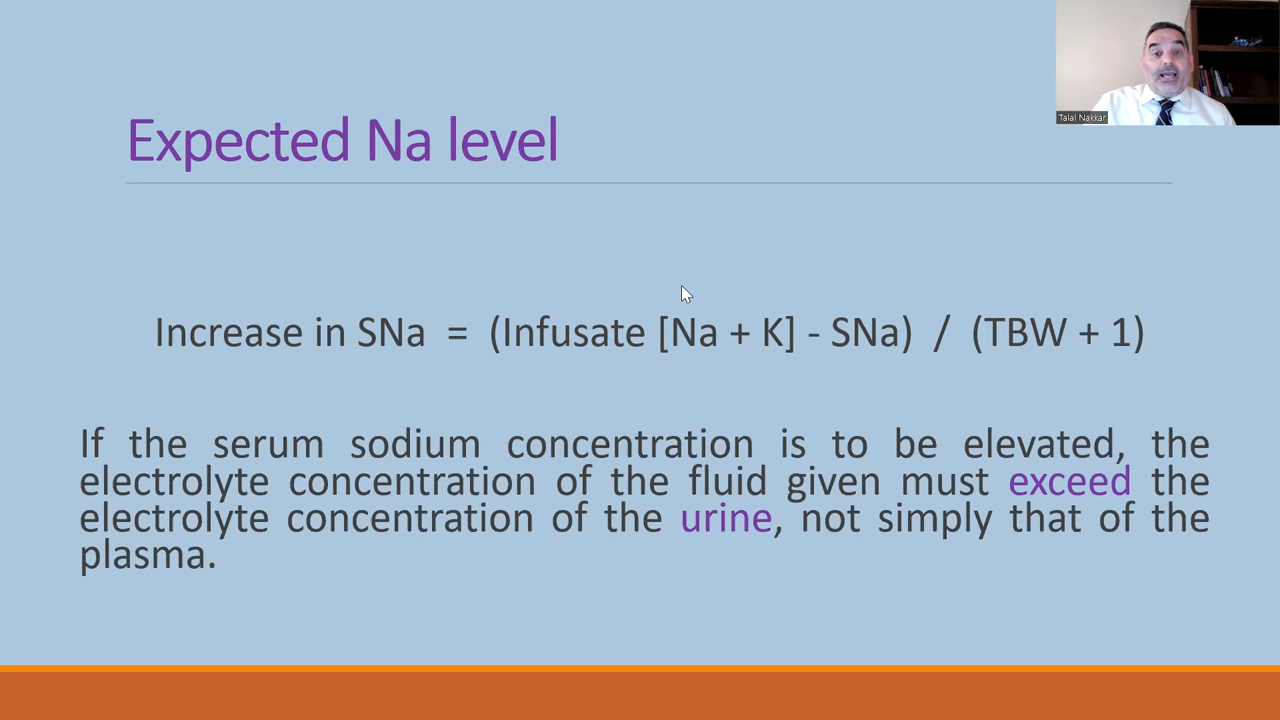 Talal Nakkar
Expected Na level
Increase in SNa = (Infusate [Na + K] - SNa) / (TBW + 1)
If the serum sodium concentration is to be elevated, the
electrolyte concentration of the fluid given must exceed the
electrolyte concentration of the urine, not simply that of the
plasma.